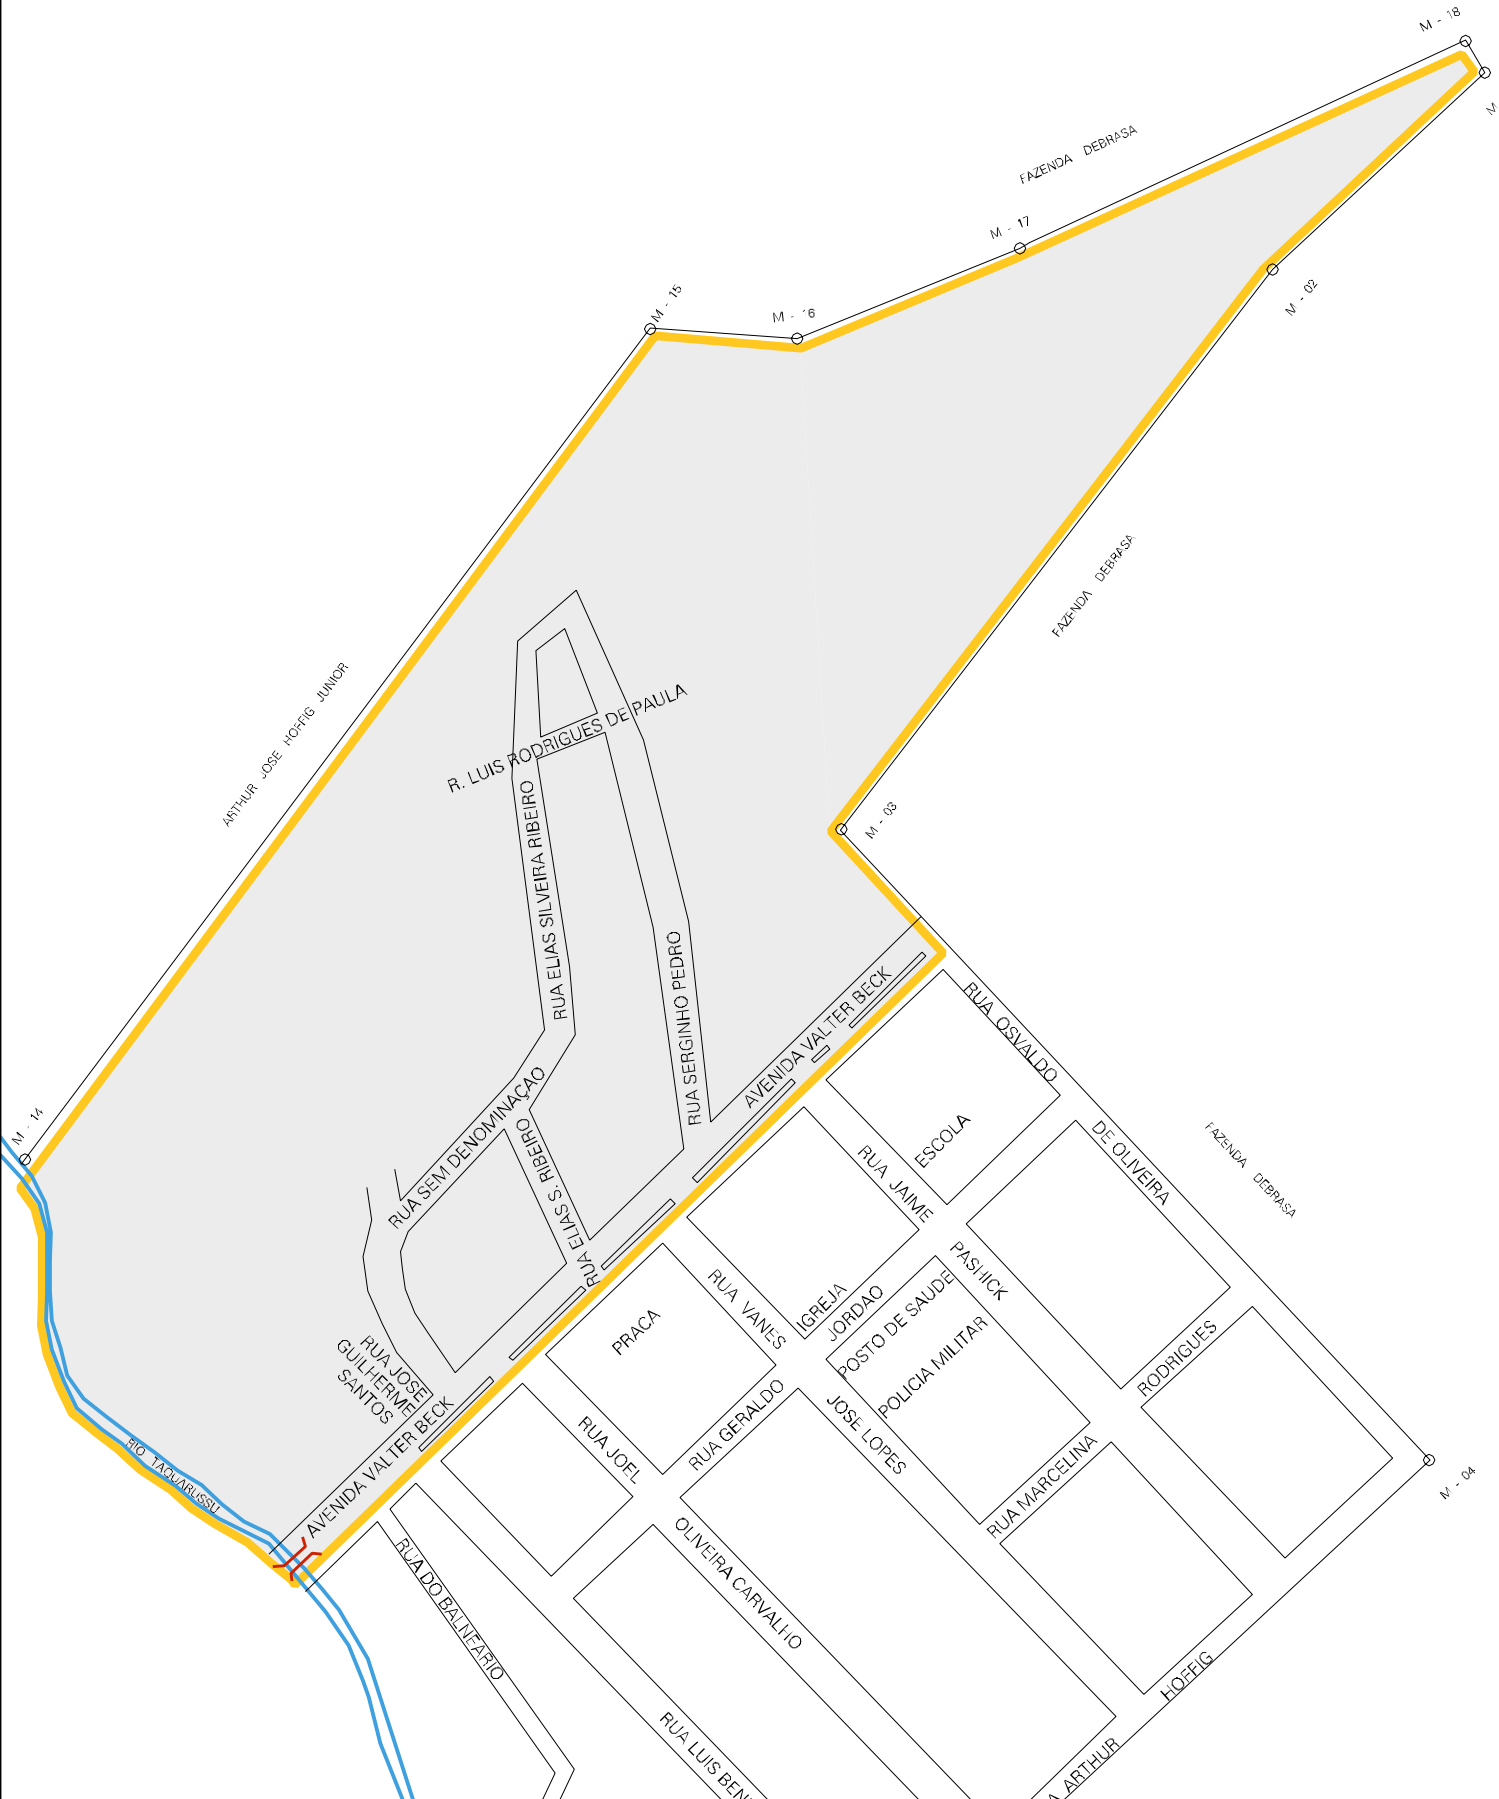 M - 18
M
FAZENDA DEBRASA
M - 17
M - 02
M - 15
M - 16
FAZENDA DEBRASA
ARTHUR JOSE HOFFIG JUNIOR
R. LUIS RODRIGUES DE PAULA
M - 03
RUA ELIAS SILVEIRA RIBEIRO
RUA SERGINHO PEDRO
AVENIDA VALTER BECK
RUA OSVALDO
DE OLIVEIRA
M - 14
RUA SEM DENOMINAÇAO
RUA ELIAS S. RIBEIRO
ESCOLA
FAZENDA DEBRASA
RUA JAIME
PASHICK
RUA VANES
IGREJA
JORDAO
POSTO DE SAUDE
POLICIA MILITAR
RODRIGUES
PRACA
RUA JOSE
GUILHERME
SANTOS
AVENIDA VALTER BECK
RUA JOEL
RUA GERALDO
JOSE LOPES
RUA MARCELINA
M - 04
RIO TAQUARUSSU
RUA DO BALNEARIO
OLIVEIRA CARVALHO
HOFFIG
RUA LUIS
A ARTHUR